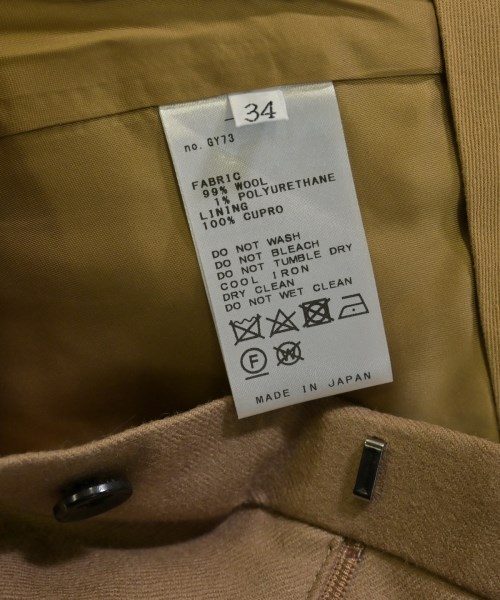 34
no. GY73
FABRIC
99% WOOL
1% POLYURETHANE
LINING
100% CUPRO
DO NOT WASH
DO NOT BLEACH
DO NOT TUMBLE DRY
COOL IRON
DRY CLEAN
DO NOT WET CLEAN
F W
MADE IN JAPAN